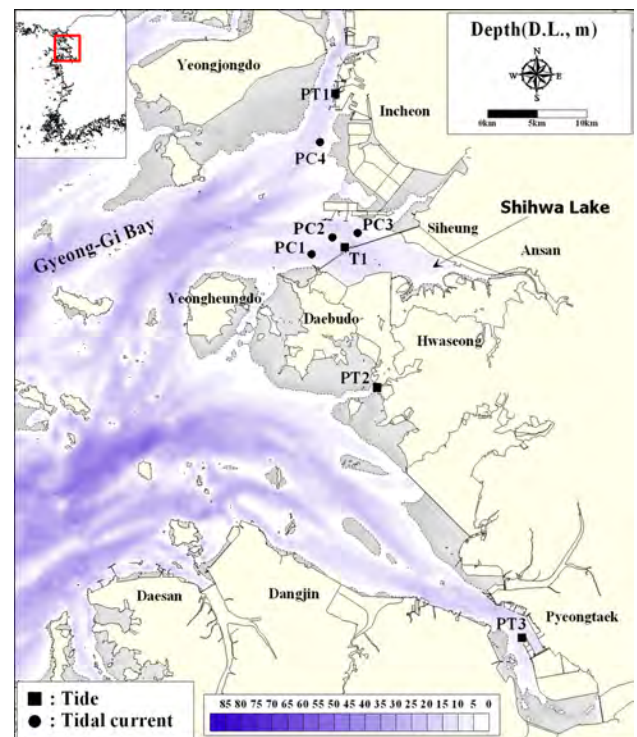 Depth(D.L., m)
N
W E
S
0km 5km 10km
Yeongjongdo
PT1
Incheon
PC4
Gyeong-Gi Bay
PC2
PC3
Shihwa Lake
Siheung
PC1
T1
Ansan
Yeongheungdo
Daebudo
Hwaseong
PT2
Daesan
Dangjin
Pyeongtaek
PT3
: Tide
: Tidal current
85 80 75 70 65 60 55 50 45 40 35 30 25 20 15 10 5 0